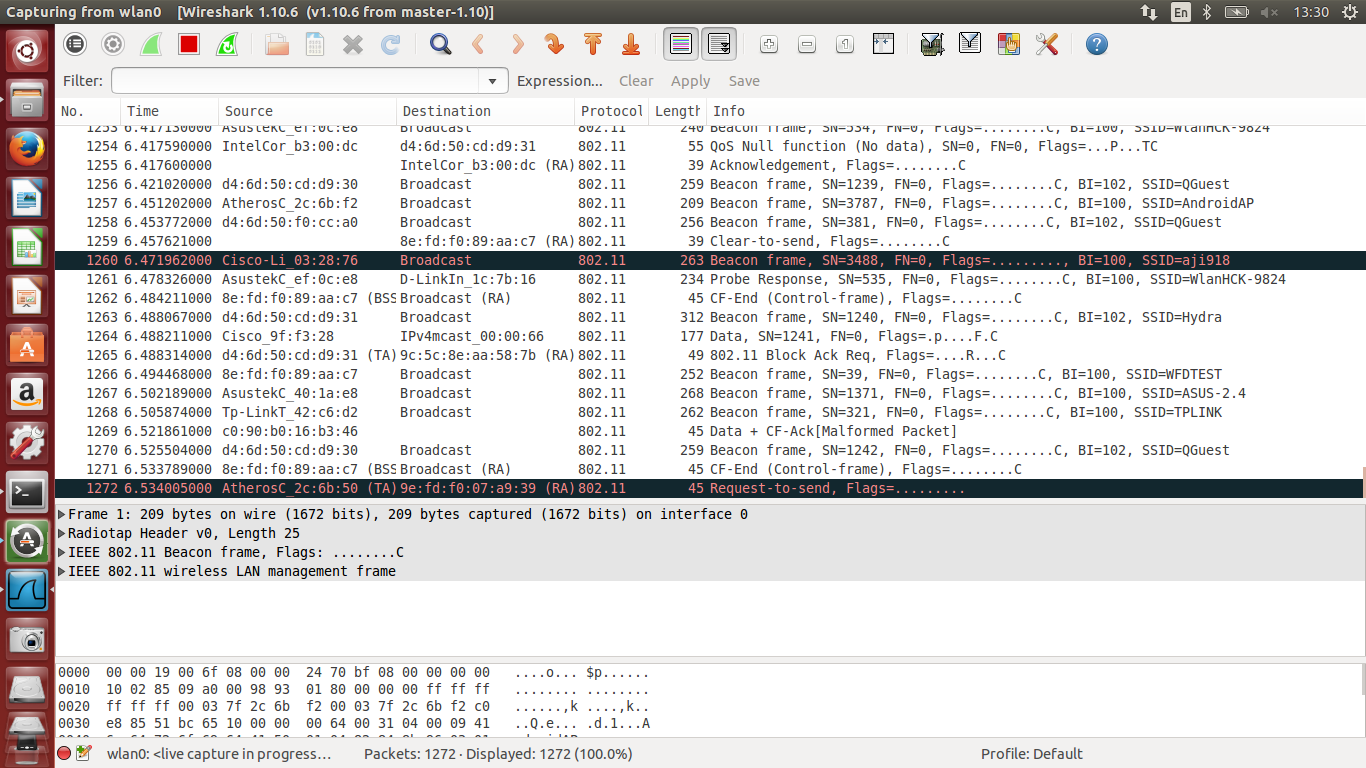 Capturing from wlan0 [Wireshark 1.10.6 (v1.10.6 from master-1.10)] En 13:30
Filter: Expression... Clear Apply Save
No. Time Source Destination Protocol Length Info
1253 6.417130000 AsustekC_ef:0c:e8 Broadcast 802.11 240 Beacon frame, SN=534, FN=0, Flags=........C, BI=100, SSID=WlanHCK-9824
1254 6.417590000 IntelCor_b3:00:dc d4:6d:50:cd:d9:31 802.11 55 QoS Null function (No data), SN=0, FN=0, Flags=...P...TC
1255 6.417600000 IntelCor_b3:00:dc (RA) 802.11 39 Acknowledgement, Flags=........C
1256 6.421020000 d4:6d:50:cd:d9:30 Broadcast 802.11 259 Beacon frame, SN=1239, FN=0, Flags=........C, BI=102, SSID=QGuest
1257 6.451202000 AtherosC_2c:6b:f2 Broadcast 802.11 209 Beacon frame, SN=3787, FN=0, Flags=........C, BI=100, SSID=AndroidAP
1258 6.453772000 d4:6d:50:f0:cc:a0 Broadcast 802.11 256 Beacon frame, SN=381, FN=0, Flags=........C, BI=102, SSID=QGuest
1259 6.457621000 8e:fd:f0:89:aa:c7 (RA) 802.11 39 Clear-to-send, Flags=........C
1260 6.471962000 Cisco-Li_03:28:76 Broadcast 802.11 263 Beacon frame, SN=3488, FN=0, Flags=........., BI=100, SSID=aji918
1261 6.478326000 AsustekC_ef:0c:e8 D-LinkIn_1c:7b:16 802.11 234 Probe Response, SN=535, FN=0, Flags=........C, BI=100, SSID=WlanHCK-9824
1262 6.484211000 8e:fd:f0:89:aa:c7 (BSS Broadcast (RA) 802.11 45 CF-End (Control-frame), Flags=........C
1263 6.488067000 d4:6d:50:cd:d9:31 Broadcast 802.11 312 Beacon frame, SN=1240, FN=0, Flags=........C, BI=102, SSID=Hydra
1264 6.488211000 Cisco_9f:f3:28 IPv4mcast_00:00:66 802.11 177 Data, SN=1241, FN=0, Flags=.p....F.C
1265 6.488314000 d4:6d:50:cd:d9:31 (TA) 9c:5c:8e:aa:58:7b (RA) 802.11 49 802.11 Block Ack Req, Flags=....R...C
1266 6.494468000 8e:fd:f0:89:aa:c7 Broadcast 802.11 252 Beacon frame, SN=39, FN=0, Flags=........C, BI=100, SSID=WFDTEST
1267 6.502189000 AsustekC_40:1a:e8 Broadcast 802.11 268 Beacon frame, SN=1371, FN=0, Flags=........C, BI=100, SSID=ASUS-2.4
1268 6.505874000 Tp-LinkT_42:c6:d2 Broadcast 802.11 262 Beacon frame, SN=321, FN=0, Flags=........C, BI=100, SSID=TPLINK
1269 6.521861000 c0:90:b0:16:b3:46 802.11 45 Data + CF-Ack[Malformed Packet]
1270 6.525504000 d4:6d:50:cd:d9:30 Broadcast 802.11 259 Beacon frame, SN=1242, FN=0, Flags=........C, BI=102, SSID=QGuest
1271 6.533789000 8e:fd:f0:89:aa:c7 (BSS Broadcast (RA) 802.11 45 CF-End (Control-frame), Flags=........C
1272 6.534005000 AtherosC_2c:6b:50 (TA) 9e:fd:f0:07:a9:39 (RA) 802.11 45 Request-to-send, Flags=.........
Frame 1: 209 bytes on wire (1672 bits), 209 bytes captured (1672 bits) on interface 0
Radiotap Header v0, Length 25
IEEE 802.11 Beacon frame, Flags: ........C
IEEE 802.11 wireless LAN management frame
0000 00 00 19 00 6f 08 00 00 24 70 bf 08 00 00 00 00 ....o... $p......
0010 10 02 85 09 a0 00 98 93 01 80 00 00 00 ff ff ff ........ ........
0020 ff ff ff 00 03 7f 2c 6b f2 00 03 7f 2c 6b f2 c0 ......,k ....,k..
0030 e8 85 51 bc 65 10 00 00 00 64 00 31 04 00 09 41 ..Q.e... .d.1...A
wlan0: <live capture in progress... Packets: 1272 · Displayed: 1272 (100.0%) Profile: Default